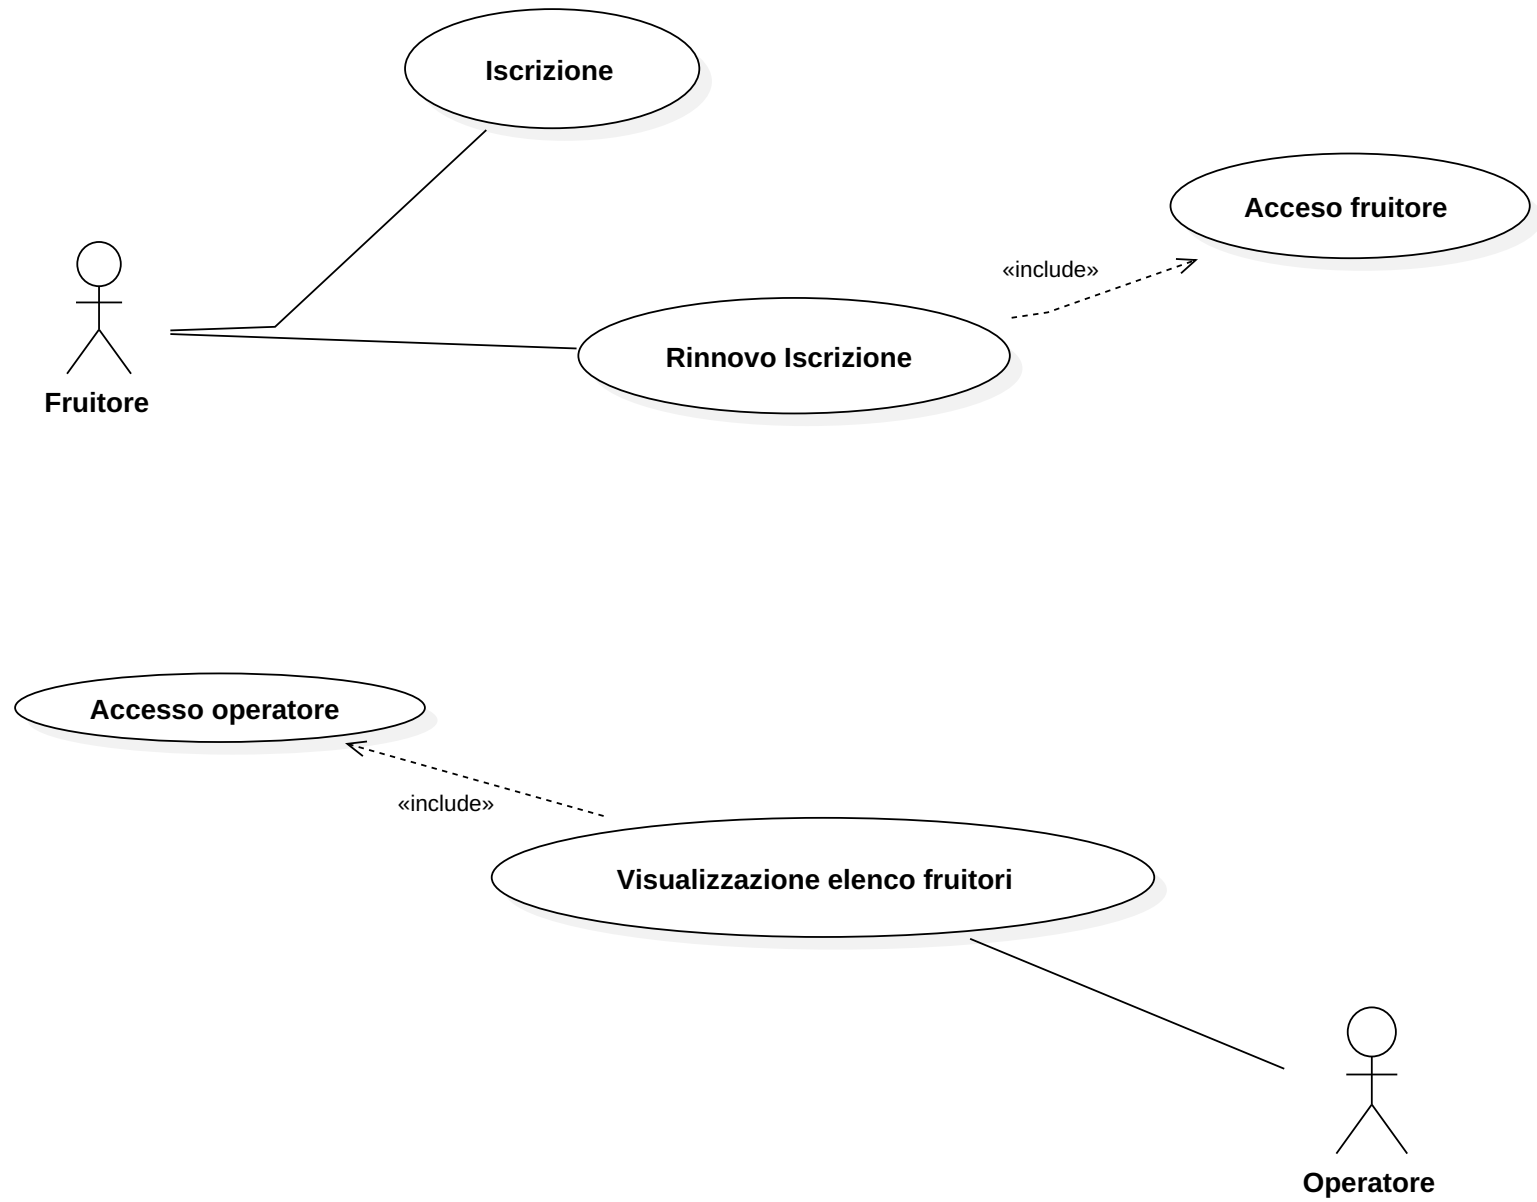 Iscrizione
Acceso fruitore
«include»
Rinnovo Iscrizione
Fruitore
Accesso operatore
«include»
Visualizzazione elenco fruitori
Operatore